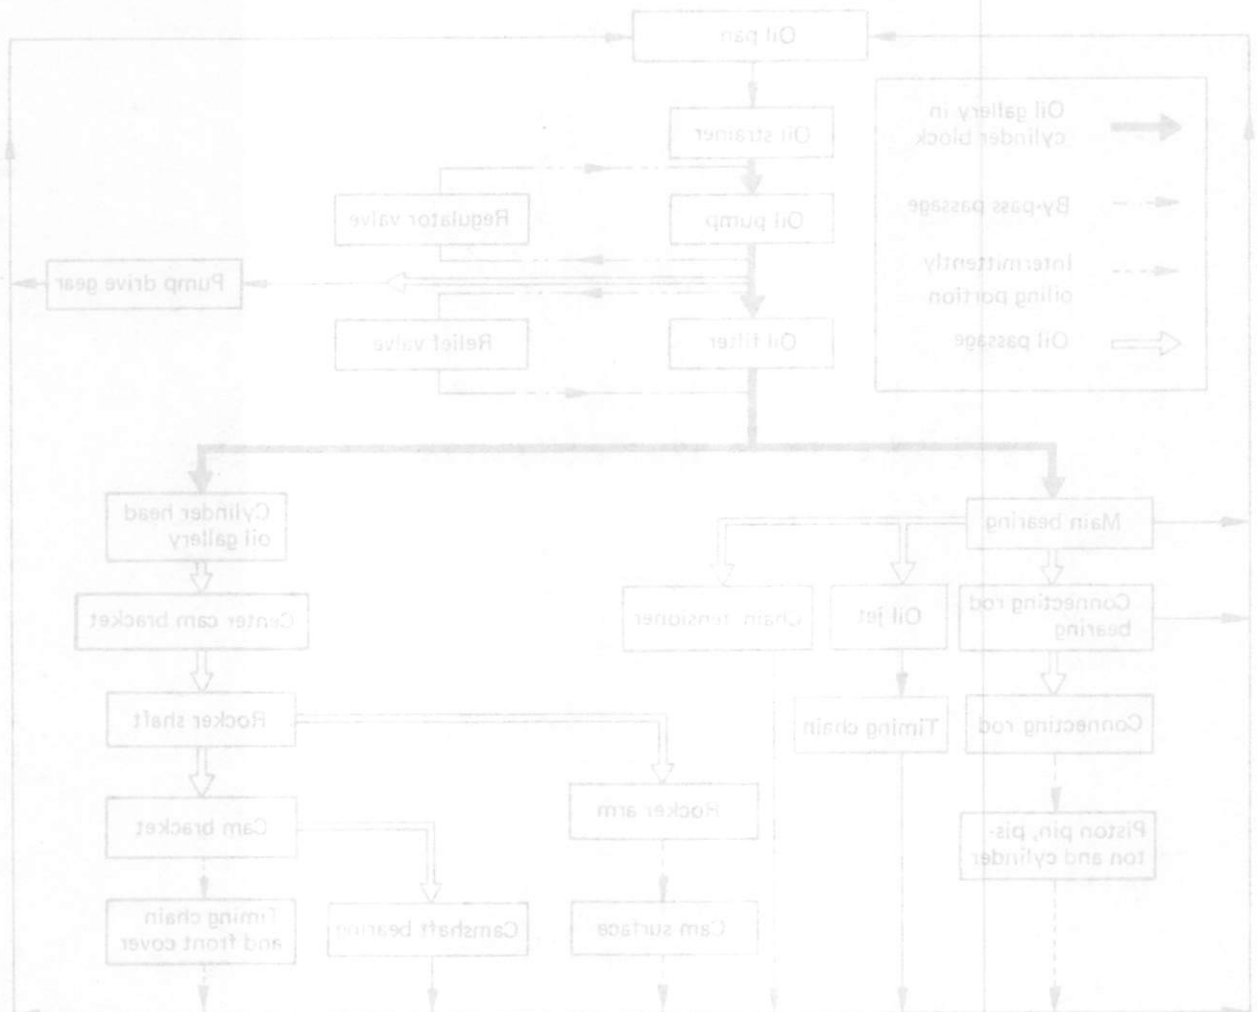 Oil pan
Oil strainer
Oil gallery in
cylinder block
By-pass passage
Intermittently
oiling portion
Oil passage
Regulator valve
Oil pump
Pump drive gear
Relief valve
Oil filter
Cylinder head
oil gallery
Main bearing
Center cam bracket
Chain tensioner
Oil jet
Connecting rod
bearing
Rocker shaft
Timing chain
Connecting rod
Rocker arm
Cam bracket
Piston pin, pis-
ton and cylinder
Timing chain
and front cover
Camshaft bearing
Cam surface